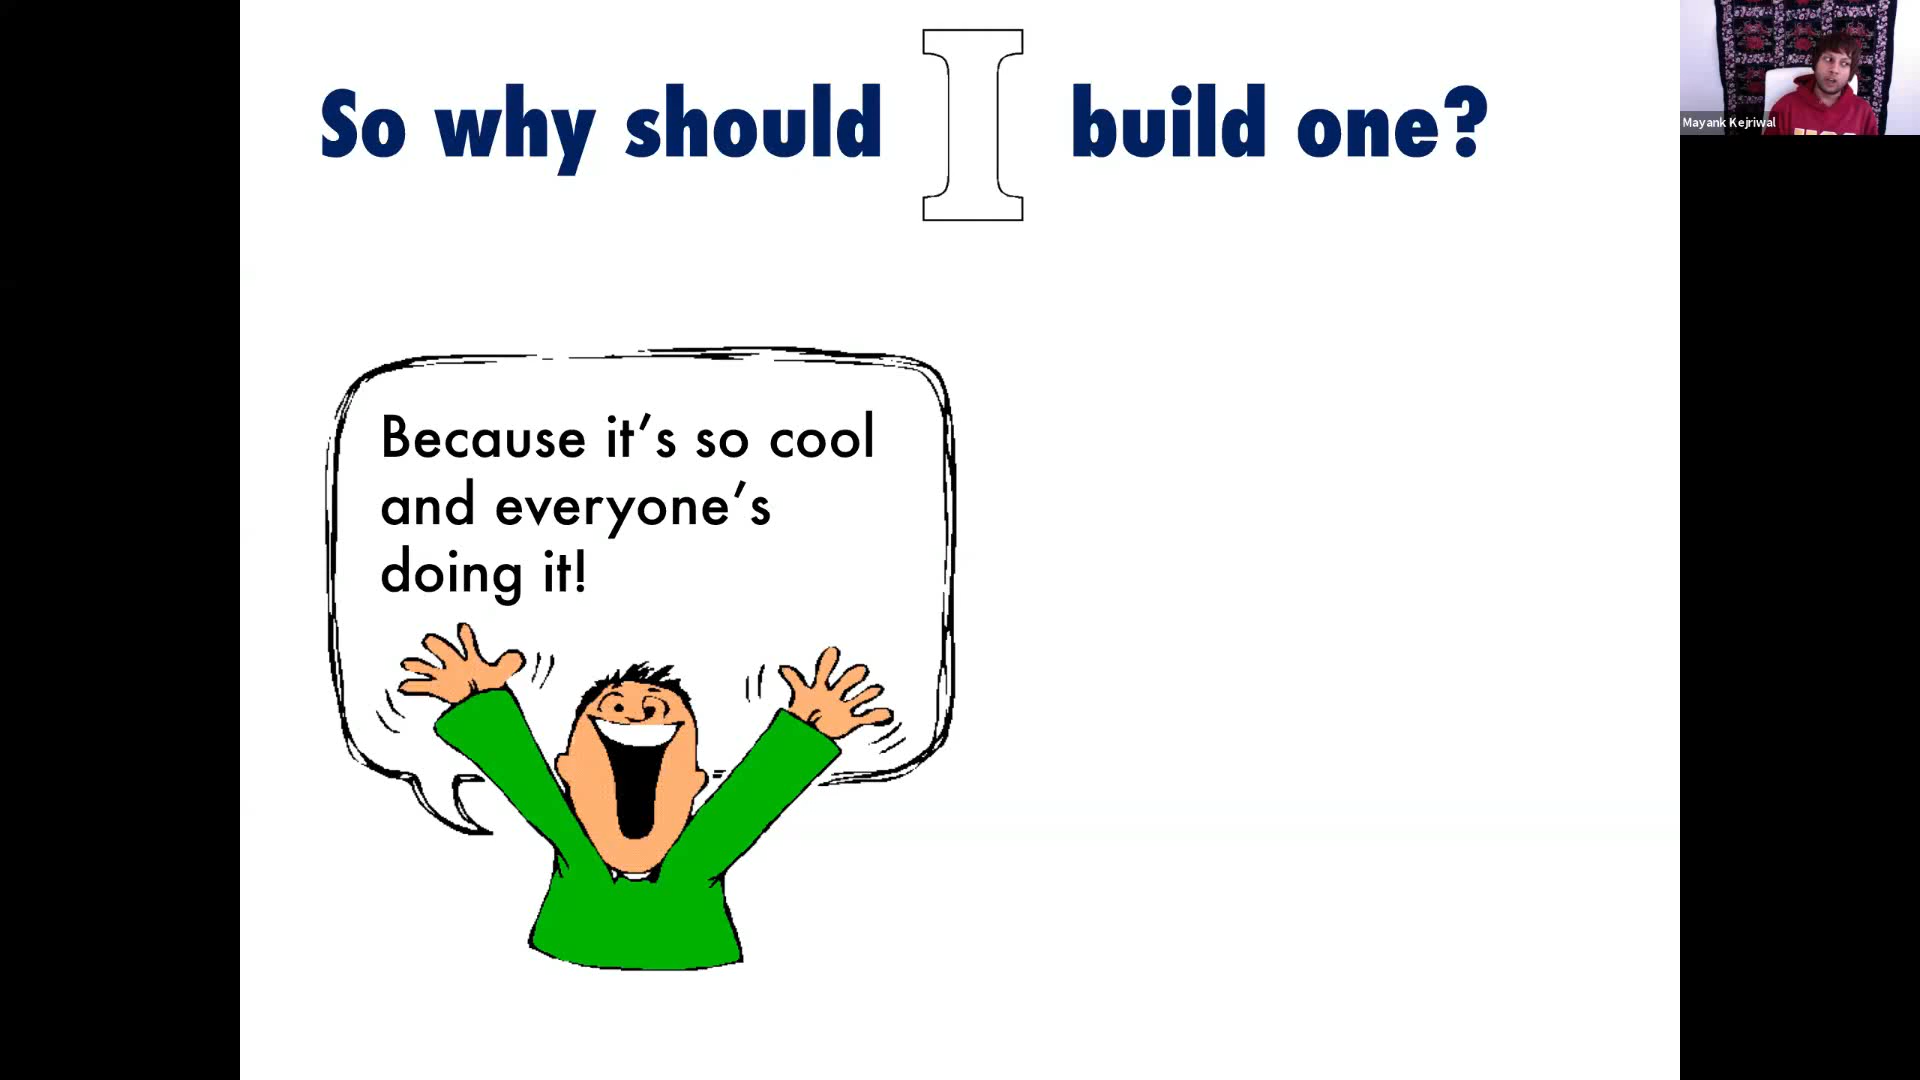 So why should I build one?
Mayank Kejriwal
Because it’s so cool
and everyone’s
doing it!